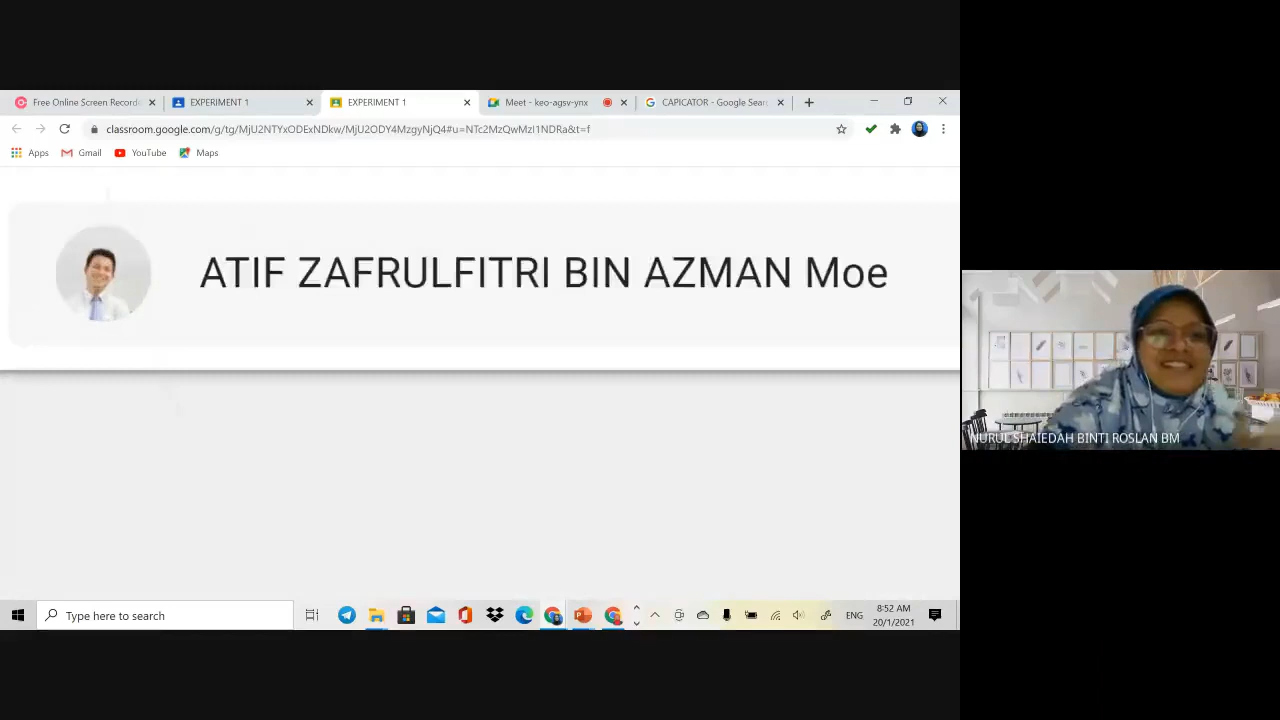 Free Online Screen Record
EXPERIMENT 1
EXPERIMENT 1
Meet - keo-agsv-ynx
CAPICATOR - Google Sear
classroom.google.com/u/1/tg/MjU2NTYxODExNDkw/MjU2ODY4MzgyNjQ4#u=NTc2MzQwMzI1NDRa&t=f
Apps
Gmail
YouTube
Maps
ATIF ZAFRULFITRI BIN AZMAN Moe
NURUL SHAIEDAH BINTI ROSLAN BM
Type here to search
ENG
8:52 AM
20/1/2021